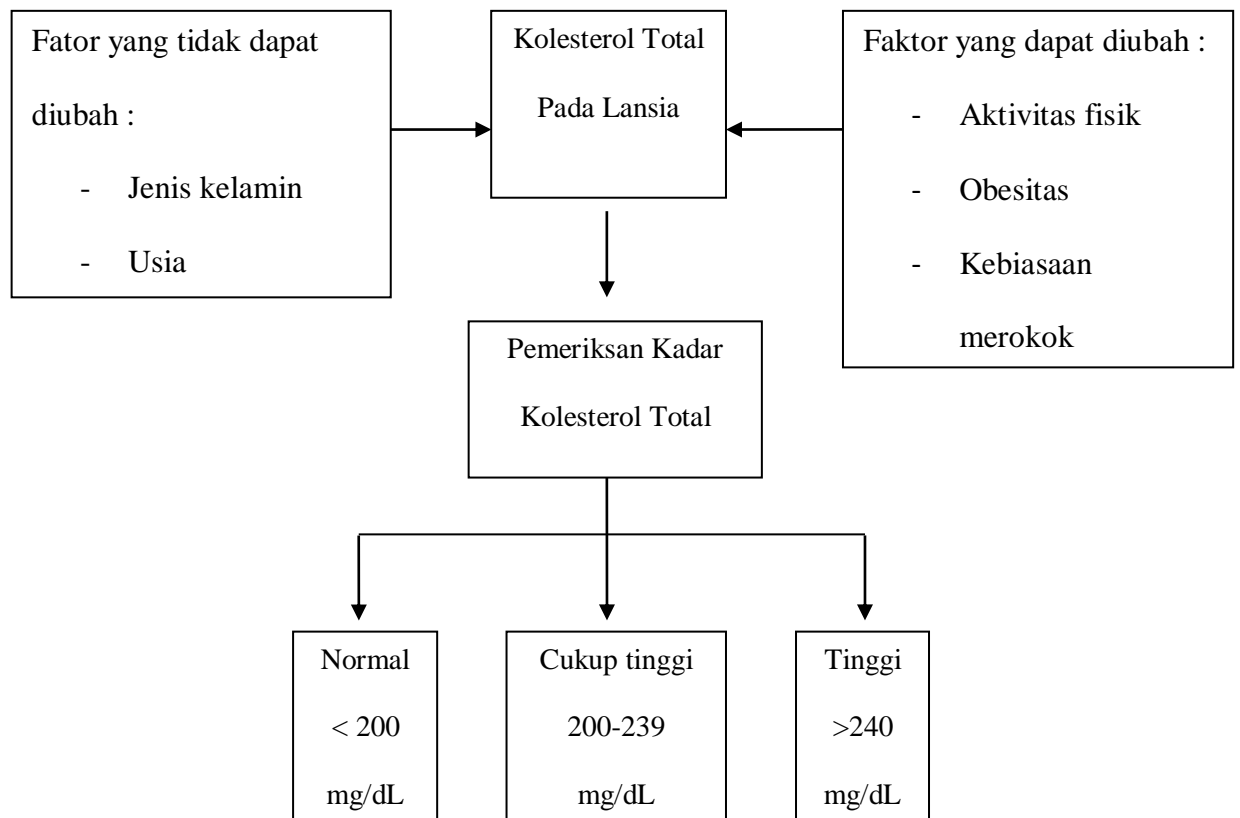 Fator yang tidak dapat
diubah :
- Jenis kelamin
- Usia
Kolesterol Total
Pada Lansia
Faktor yang dapat diubah :
- Aktivitas fisik
- Obesitas
- Kebiasaan
merokok
Pemeriksan Kadar
Kolesterol Total
Normal
< 200
mg/dL
Cukup tinggi
200-239
mg/dL
Tinggi
>240
mg/dL